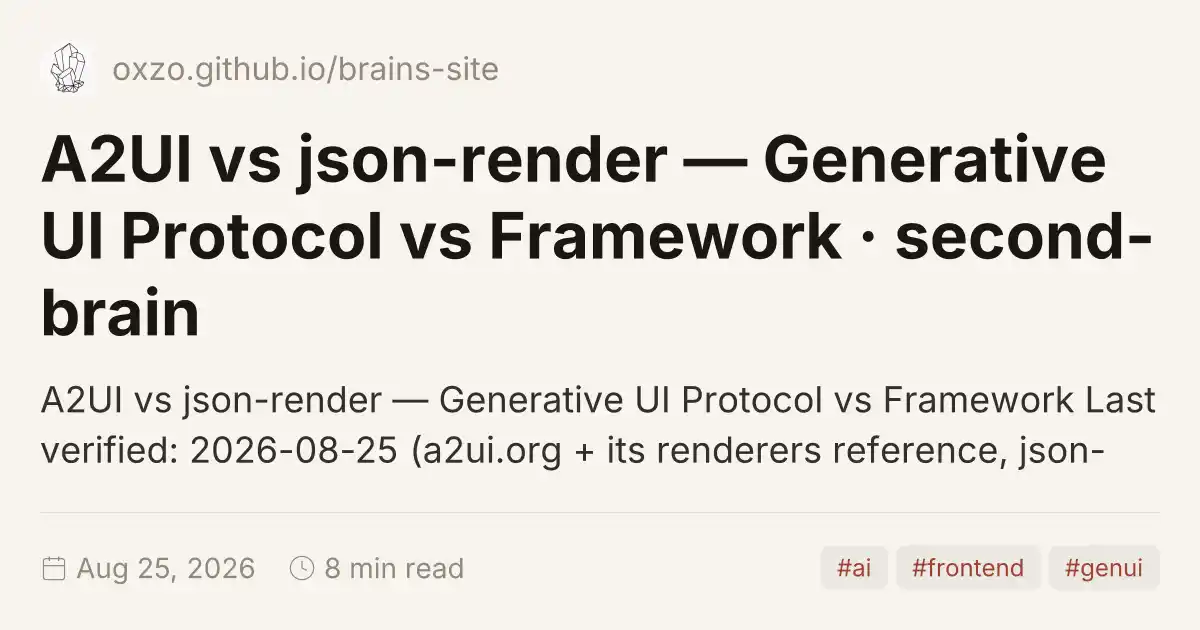 oxzo.github.io/brains-site
A2UI vs json-render — Generative
UI Protocol vs Framework · second-
brain
A2UI vs json-render — Generative UI Protocol vs Framework Last
verified: 2026-08-25 (a2ui.org + its renderers reference, json-
Aug 25, 2026 8 min read #ai #frontend #genui